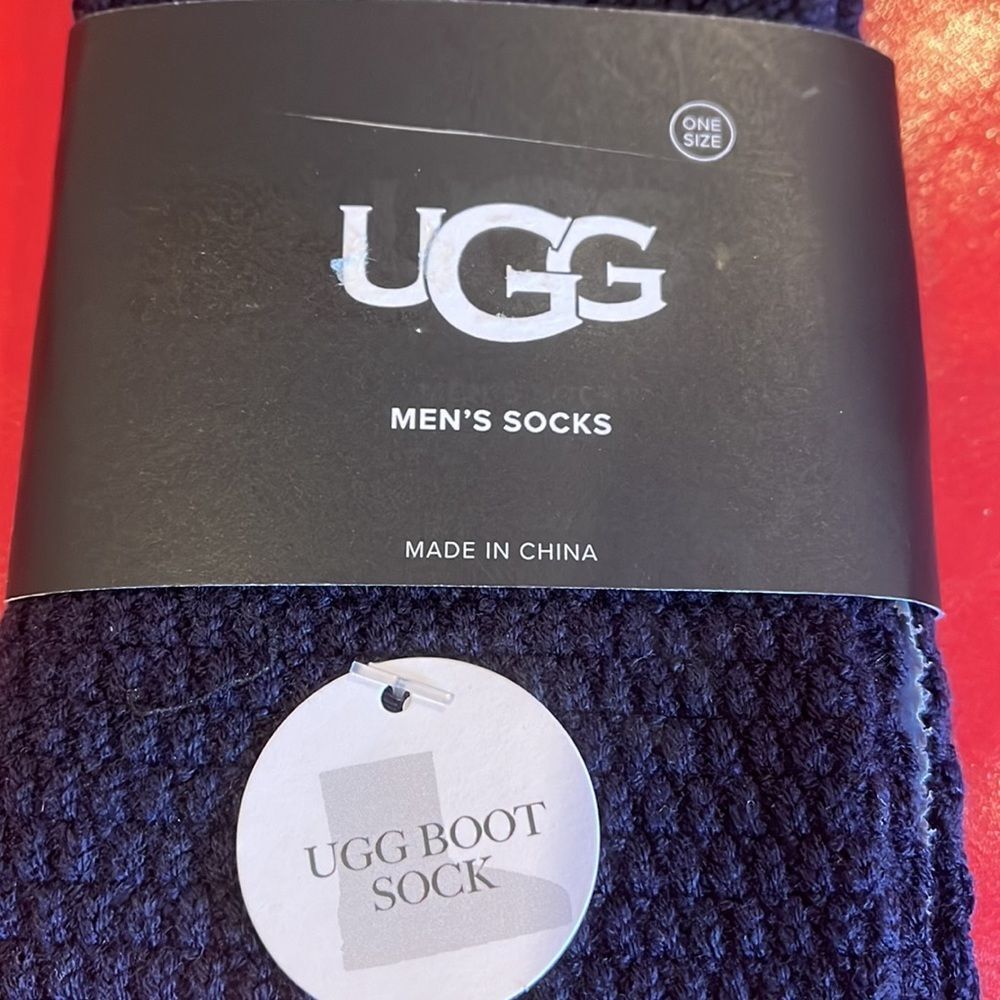 ONE
SIZE
UGG
MEN'S SOCKS
MADE IN CHINA
UGG BOOT
SOCK